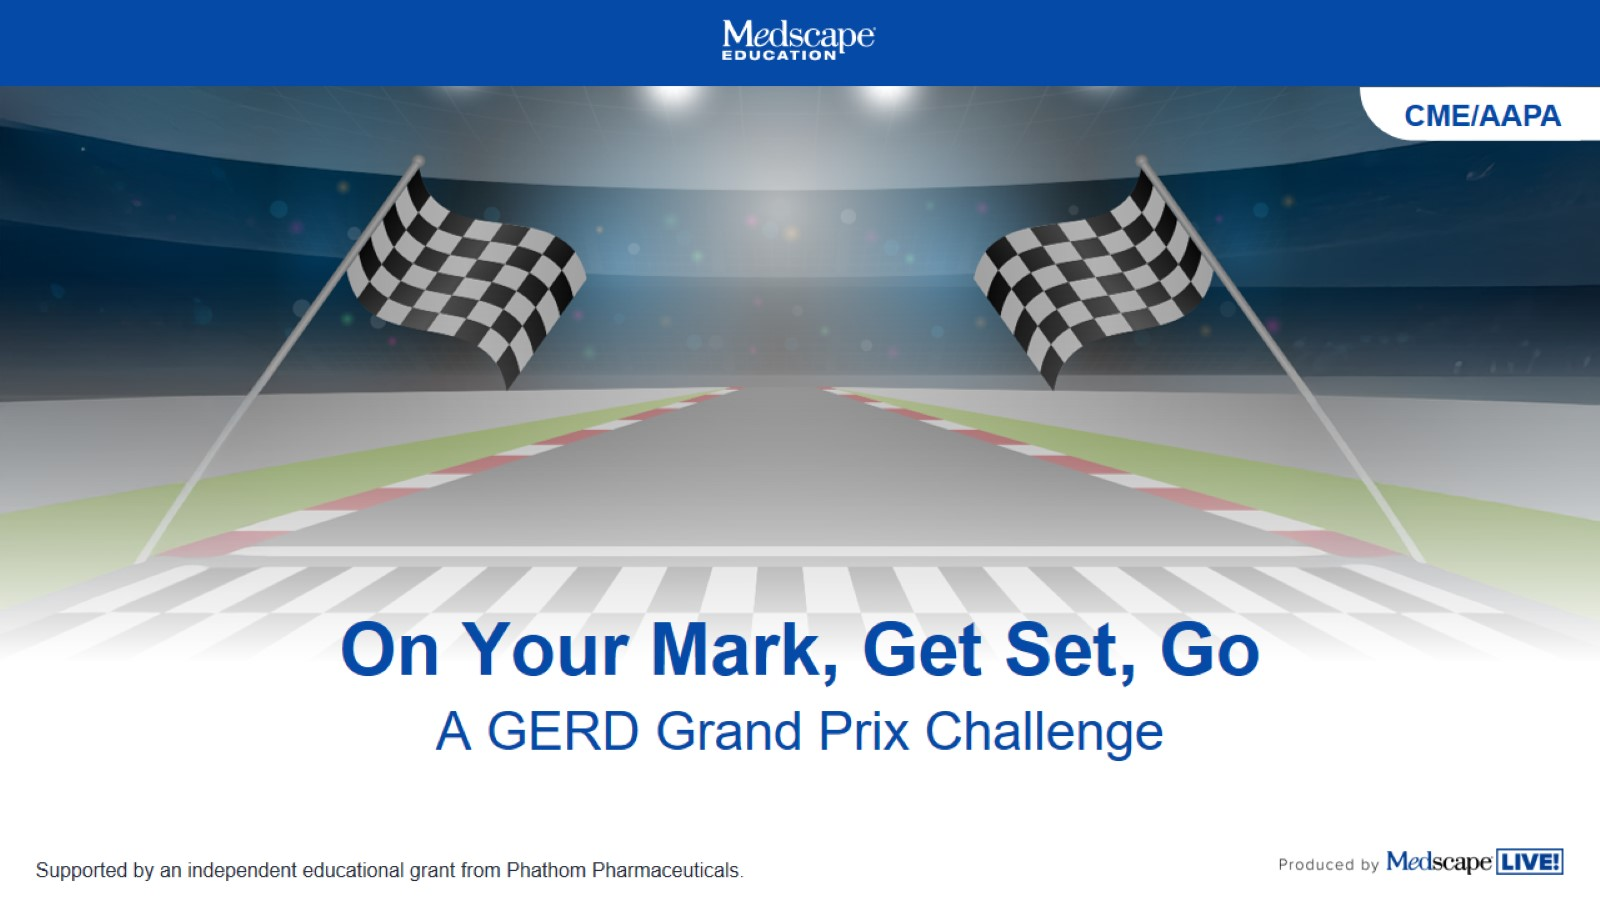 Medscape
EDUCATION
CME/AAPA
On Your Mark, Get Set, Go
A GERD Grand Prix Challenge
Supported by an independent educational grant from Phathom Pharmaceuticals.
Produced by Medscape LIVE!